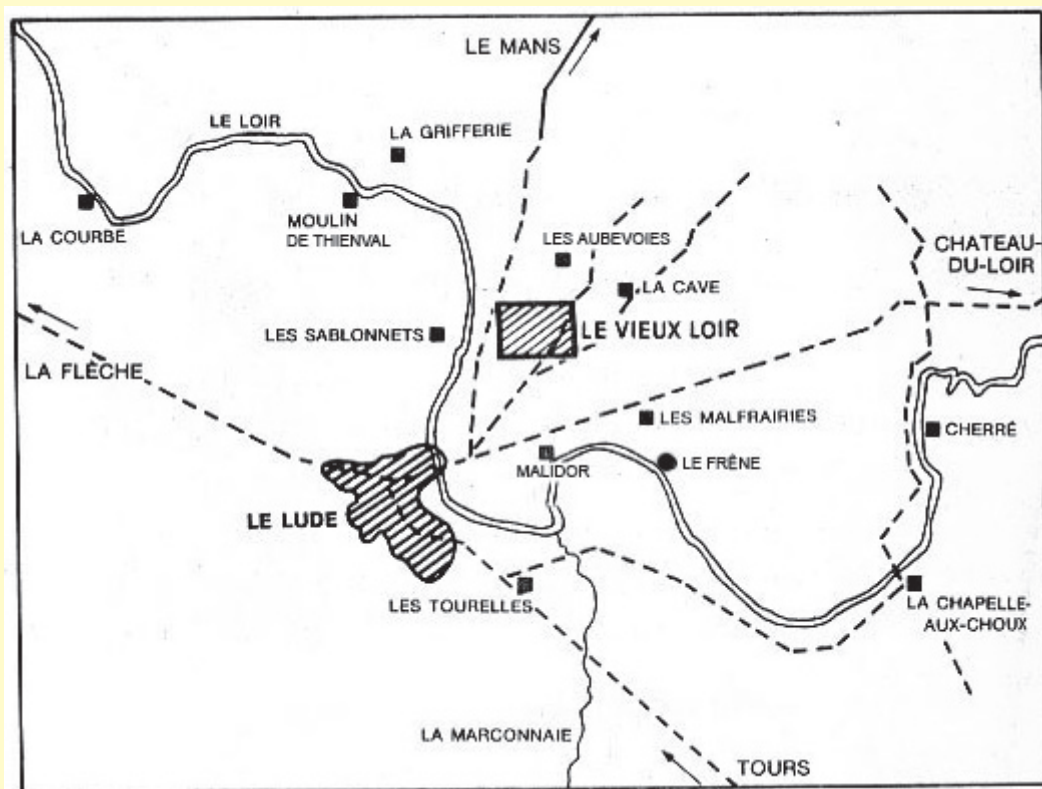 LE MANS
LE LOIR
LA GRIFFERIE
LA COURBE
MOULIN
DE THIENVAL
LES AUBEVOIES
CHATEAU-
DU-LOIR
LA CAVE
LES SABLONNETS
LE VIEUX LOIR
LA FLÈCHE
LES MALFRAIRIES
CHERRÉ
MALIDOR
LE FRÊNE
LE LUDE
LES TOURELLES
LA CHAPELLE-
AUX-CHOUX
LA MARCONNAIE
TOURS